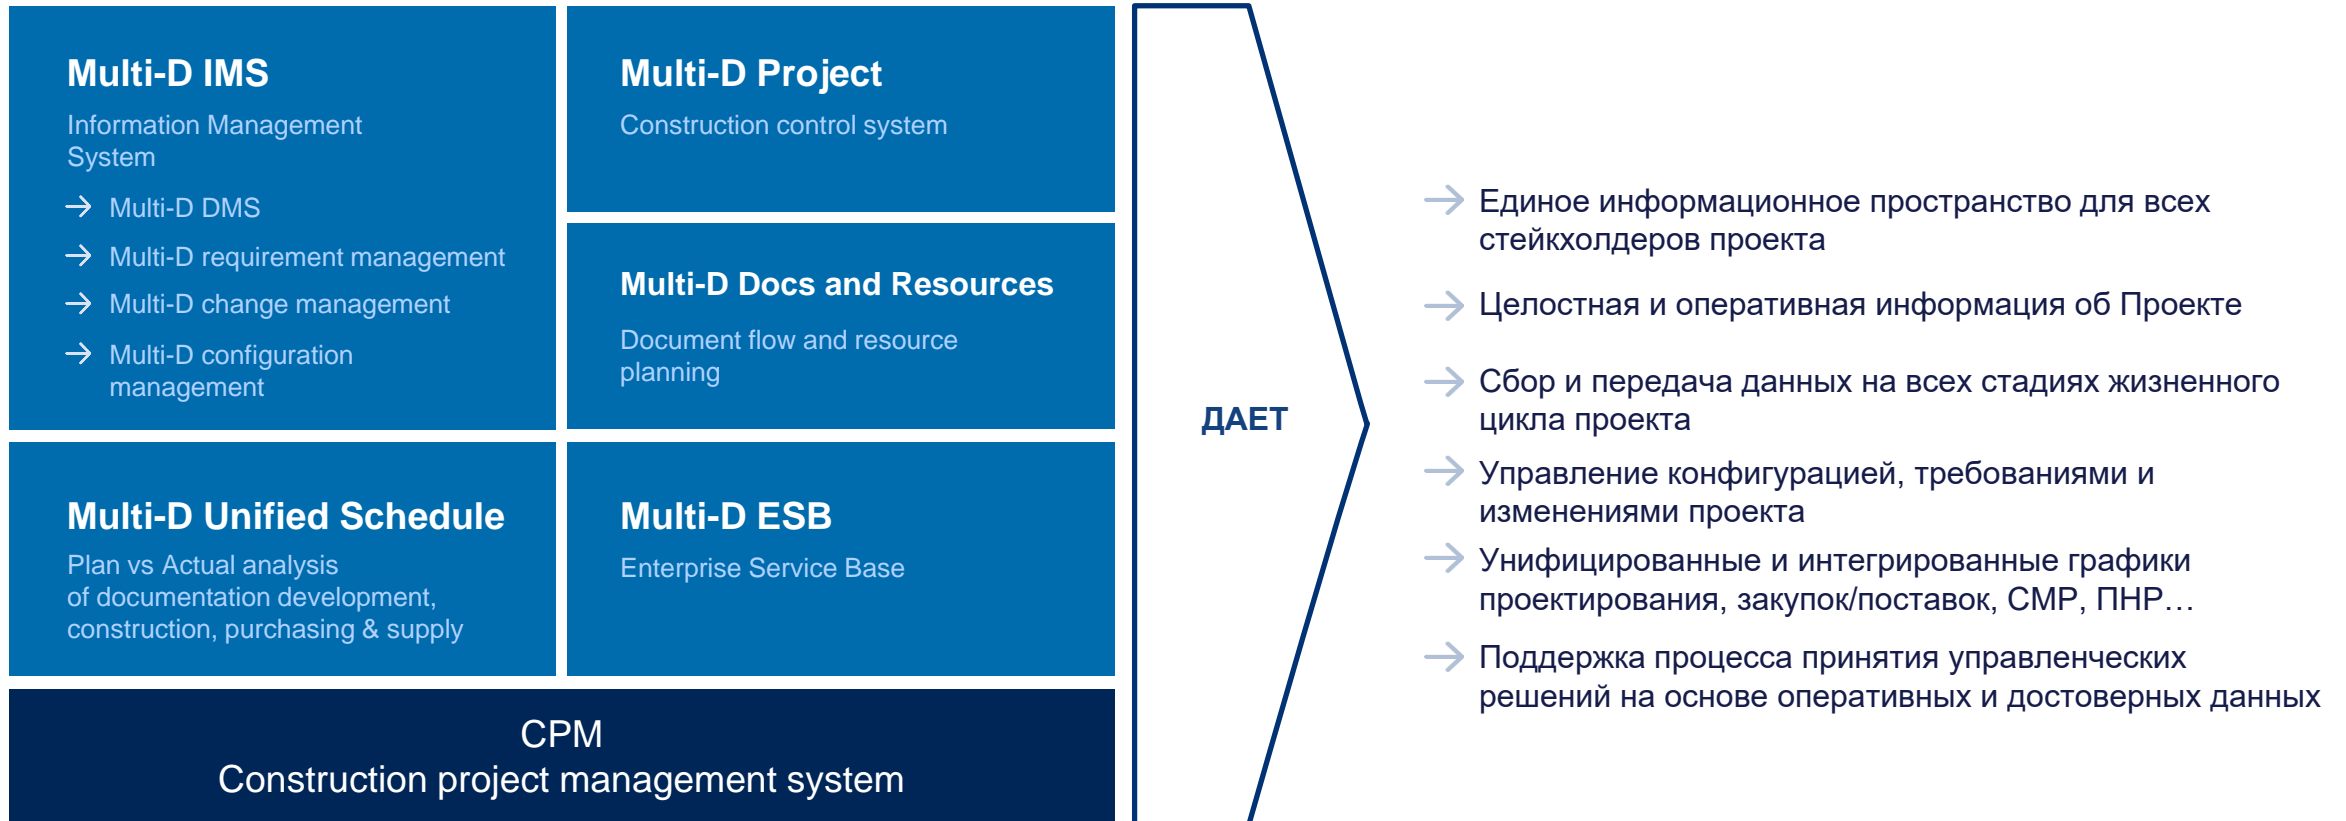 Multi-D IMS
Information Management
System
→ Multi-D DMS
→ Multi-D requirement management
→ Multi-D change management
→ Multi-D configuration
management
Multi-D Project
Construction control system
Multi-D Docs and Resources
Document flow and resource
planning
Multi-D Unified Schedule
Plan vs Actual analysis
of documentation development,
construction, purchasing & supply
Multi-D ESB
Enterprise Service Base
CPM
Construction project management system
ДАЕТ
→ Единое информационное пространство для всех
стейкхолдеров проекта
→ Целостная и оперативная информация об Проекте
→ Сбор и передача данных на всех стадиях жизненного
цикла проекта
→ Управление конфигурацией, требованиями и
изменениями проекта
→ Унифицированные и интегрированные графики
проектирования, закупок/поставок, СМР, ПНР…
→ Поддержка процесса принятия управленческих
решений на основе оперативных и достоверных данных